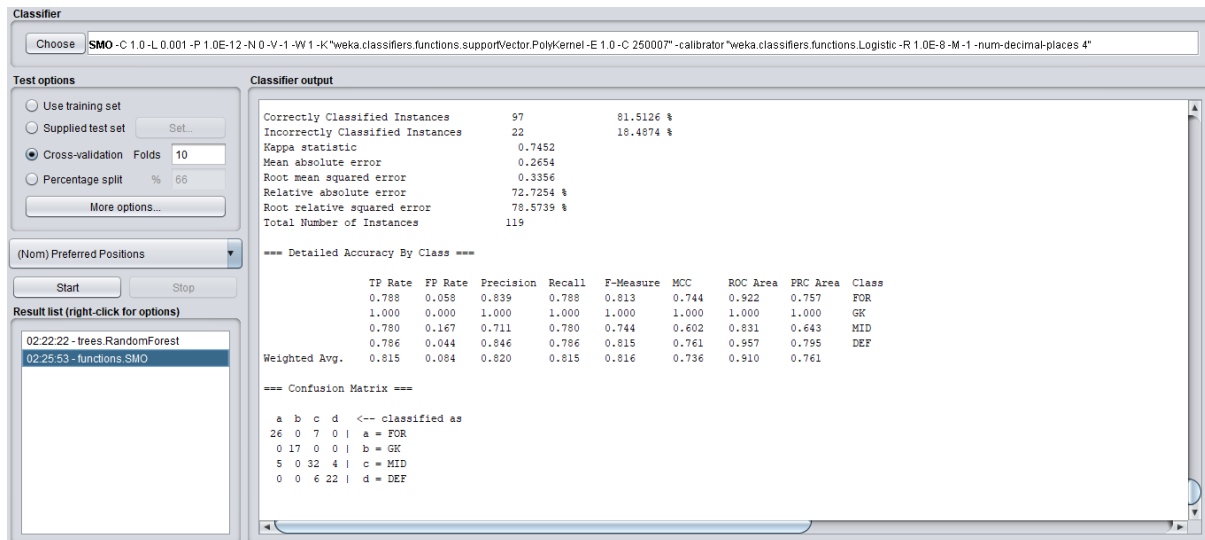 Classifier
Choose SMO -C 1.0 -L 0.001 -P 1.0E-12 -N 0 -V -1 -W 1 -K "weka.classifiers.functions.supportVector.PolyKernel -E 1.0 -C 250007" -calibrator "weka.classifiers.functions.Logistic -R 1.0E-8 -M -1 -num-decimal-places 4"
Test options
Use training set
Supplied test set Set...
Cross-validation Folds 10
Percentage split % 66
More options...
(Nom) Preferred Positions
Start Stop
Result list (right-click for options)
02:22:22 - trees.RandomForest
02:25:53 - functions.SMO
Classifier output
Correctly Classified Instances 97 81.5126 %
Incorrectly Classified Instances 22 18.4874 %
Kappa statistic 0.7452
Mean absolute error 0.2654
Root mean squared error 0.3356
Relative absolute error 72.7254 %
Root relative squared error 78.5739 %
Total Number of Instances 119
=== Detailed Accuracy By Class ===
TP Rate FP Rate Precision Recall F-Measure MCC ROC Area PRC Area Class
0.788 0.058 0.839 0.788 0.813 0.744 0.922 0.757 FOR
1.000 0.000 1.000 1.000 1.000 1.000 1.000 1.000 GK
0.780 0.167 0.711 0.780 0.744 0.602 0.831 0.643 MID
0.786 0.044 0.846 0.786 0.815 0.761 0.957 0.795 DEF
Weighted Avg. 0.815 0.084 0.820 0.815 0.816 0.736 0.910 0.761
=== Confusion Matrix ===
a b c d <-- classified as
26 0 7 0 | a = FOR
0 17 0 0 | b = GK
5 0 32 4 | c = MID
0 0 6 22 | d = DEF